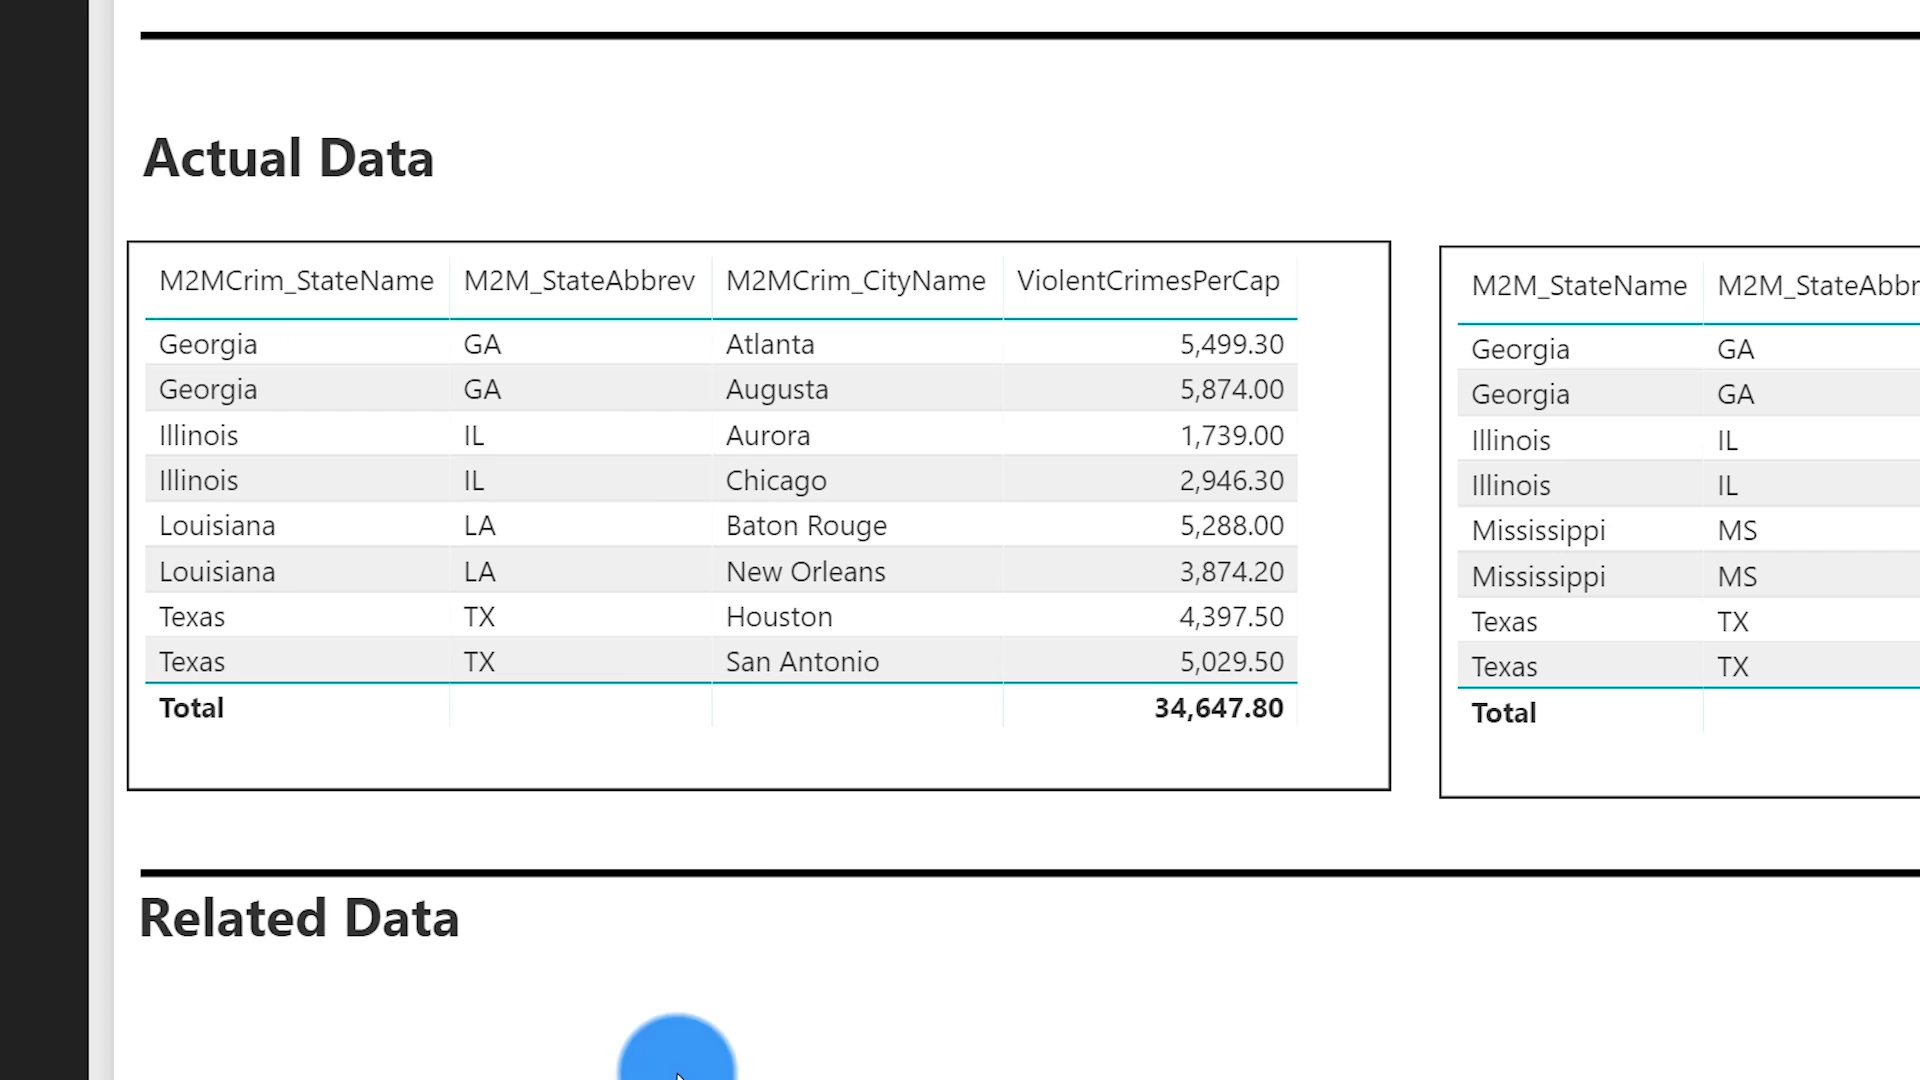 Actual Data
M2MCrim_StateName M2M_StateAbbrev M2MCrim_CityName ViolentCrimesPerCap
Georgia GA Atlanta 5,499.30
Georgia GA Augusta 5,874.00
Illinois IL Aurora 1,739.00
Illinois IL Chicago 2,946.30
Louisiana LA Baton Rouge 5,288.00
Louisiana LA New Orleans 3,874.20
Texas TX Houston 4,397.50
Texas TX San Antonio 5,029.50
Total 34,647.80
M2M_StateName M2M_StateAbbr
Georgia GA
Georgia GA
Illinois IL
Illinois IL
Mississippi MS
Mississippi MS
Texas TX
Texas TX
Total
Related Data